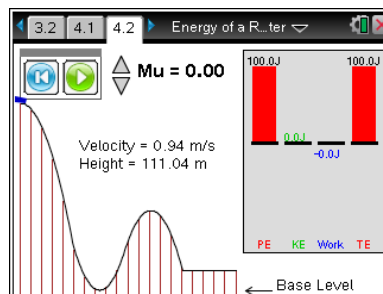 3.2 4.1 4.2 Energy of a R...ter
Mu = 0.00
Velocity = 0.94 m/s
Height = 111.04 m
100.0J 100.0J
0.0J
-0.0J
PE KE Work TE
Base Level